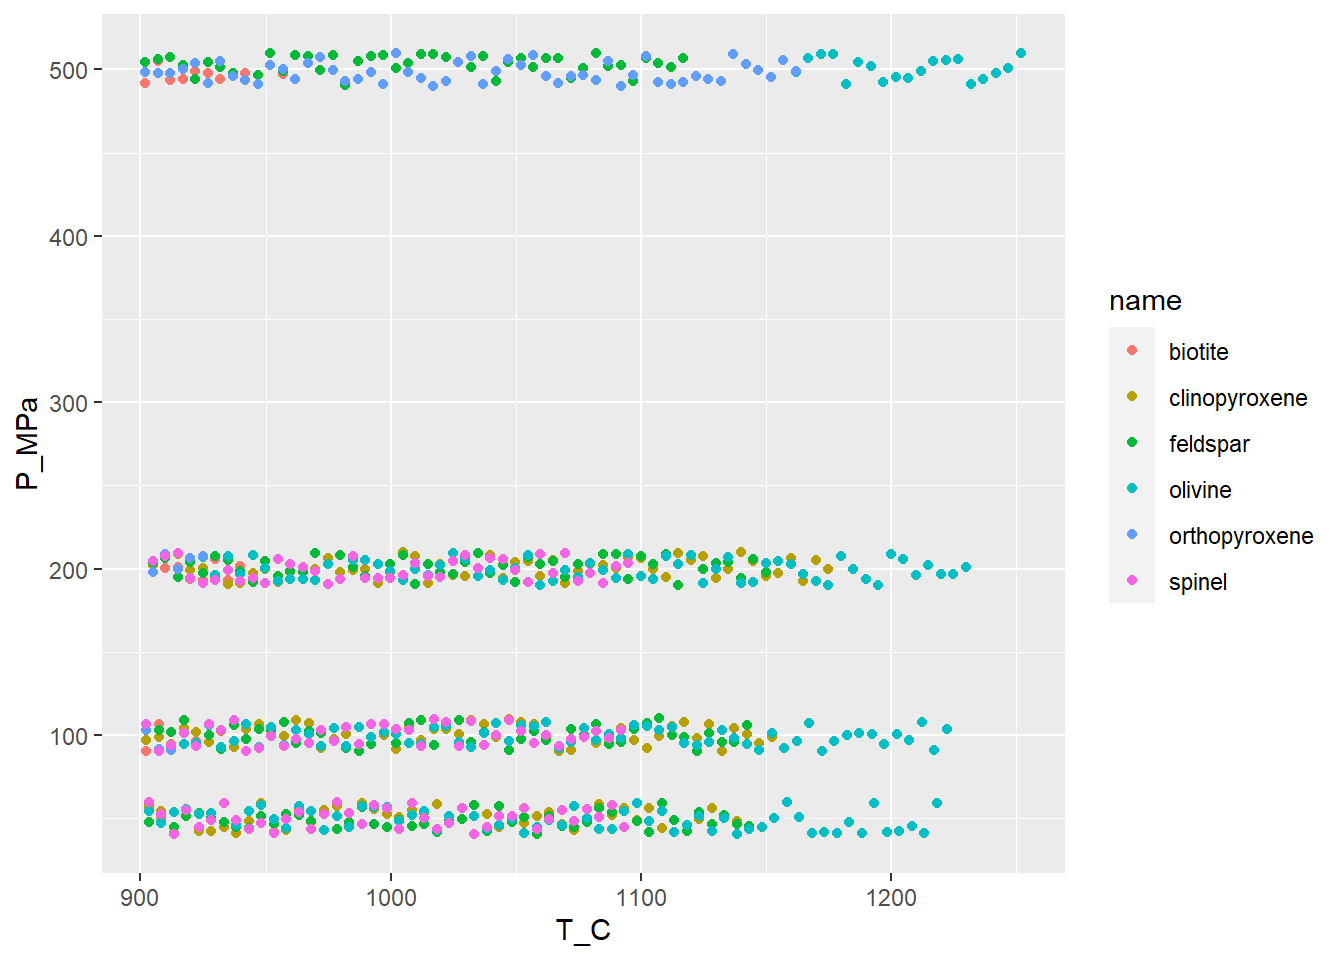 500
400
300
200
100
P_MPa
900
1000
1100
1200
T_C
name
biotite
clinopyroxene
feldspar
olivine
orthopyroxene
spinel